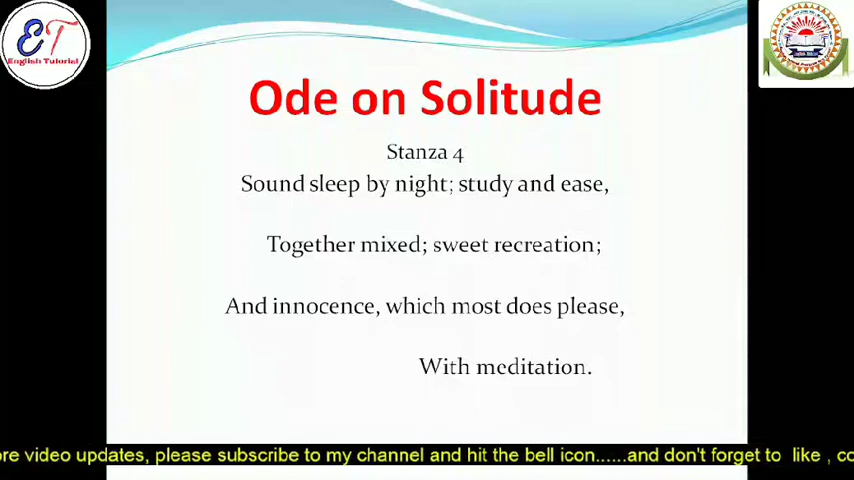 ET
English Tutorial
Ode on Solitude
Stanza 4
Sound sleep by night; study and ease,
Together mixed; sweet recreation;
And innocence, which most does please,
With meditation.
ore video updates, please subscribe to my channel and hit the bell icon......and don't forget to like , co